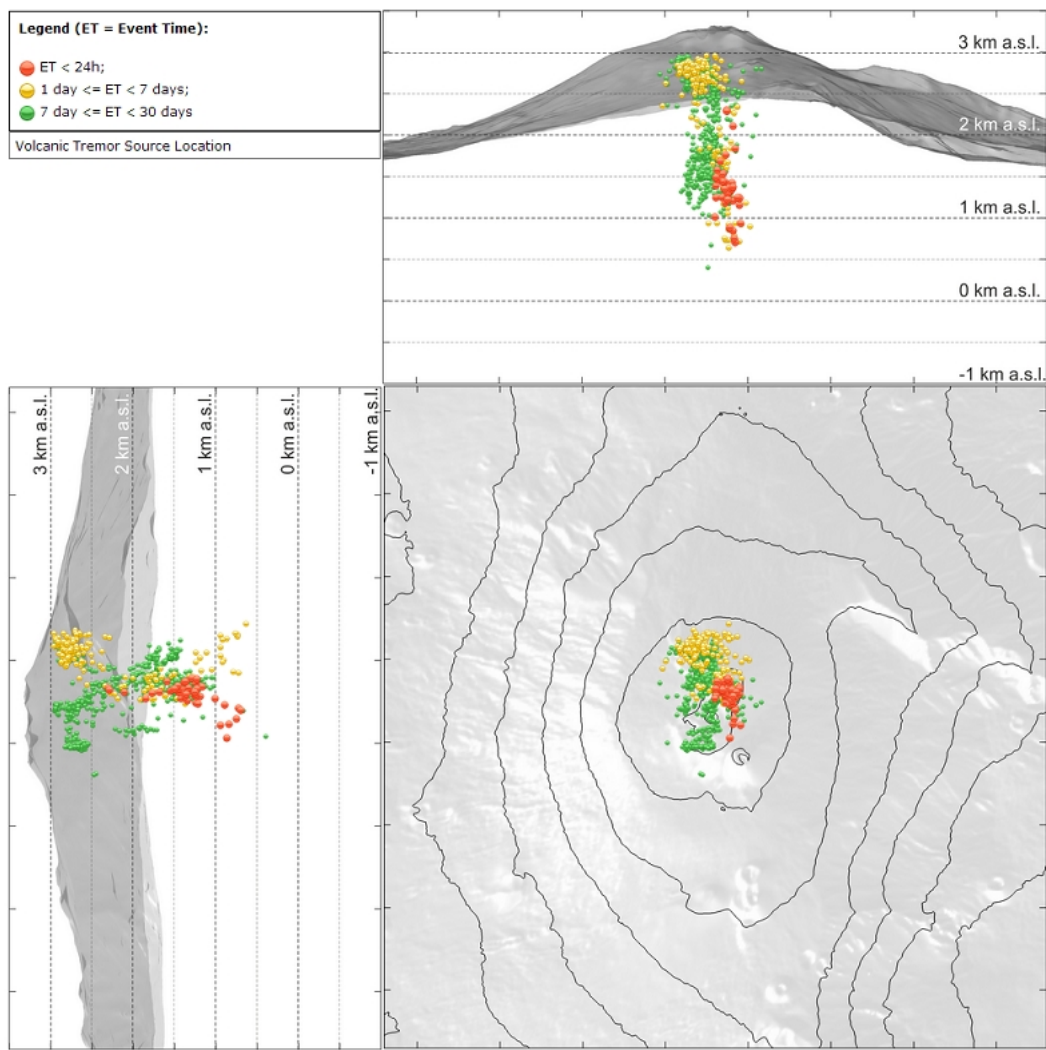 Legend (ET = Event Time):
ET < 24h;
1 day <= ET < 7 days;
7 day <= ET < 30 days
Volcanic Tremor Source Location
3 km a.s.l.
2 km a.s.l.
1 km a.s.l.
0 km a.s.l.
-1 km a.s.l.
3 km a.s.l.
2 km a.s.l.
1 km a.s.l.
0 km a.s.l.
-1 km a.s.l.